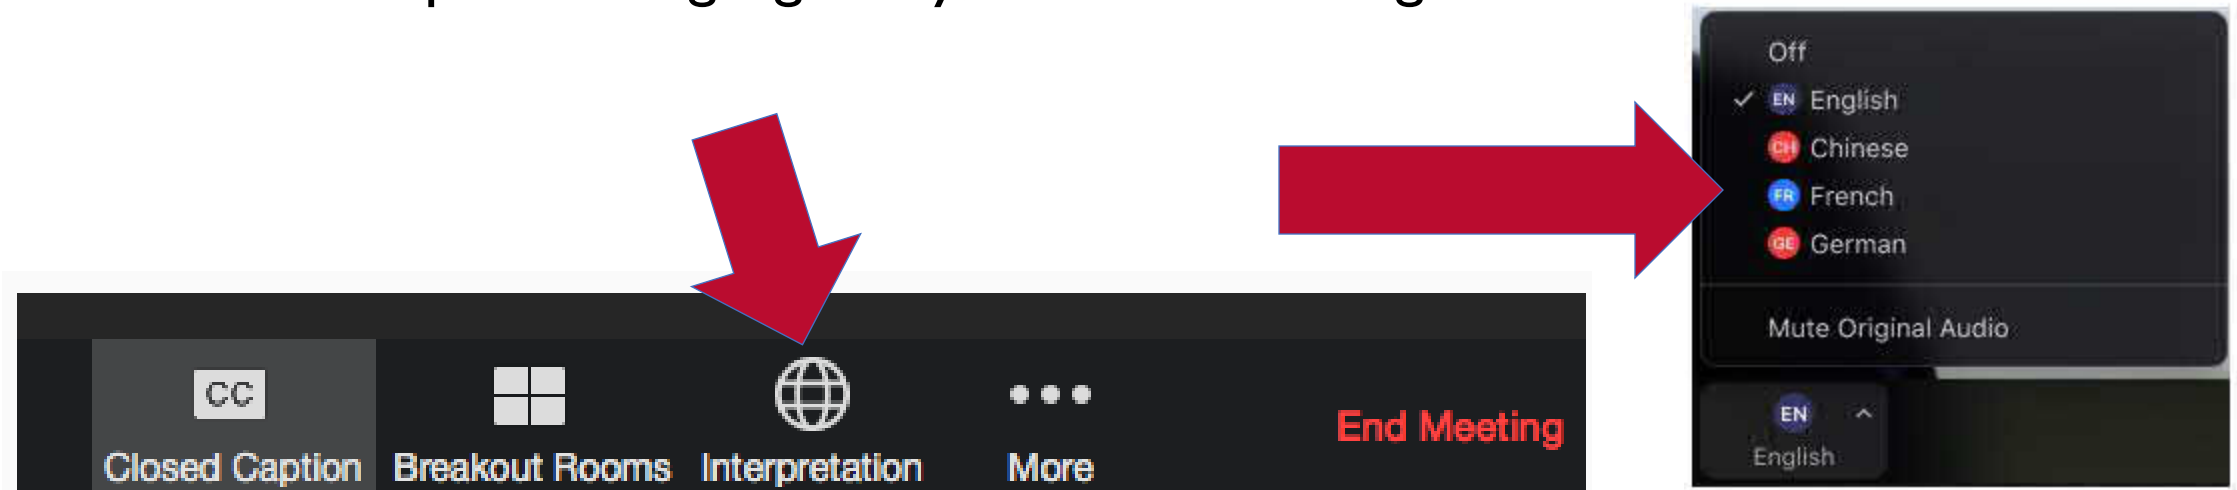 Off
EN English
CH Chinese
FR French
GE German
Mute Original Audio
EN
English
CC
Closed Caption
Breakout Rooms
Interpretation
More
End Meeting